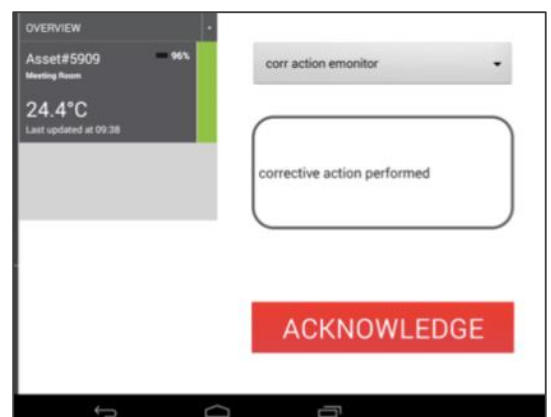 OVERVIEW
Asset#5909 96%
Meeting Room
24.4°C
Last updated at 09:38
corr action emonitor
corrective action performed
ACKNOWLEDGE